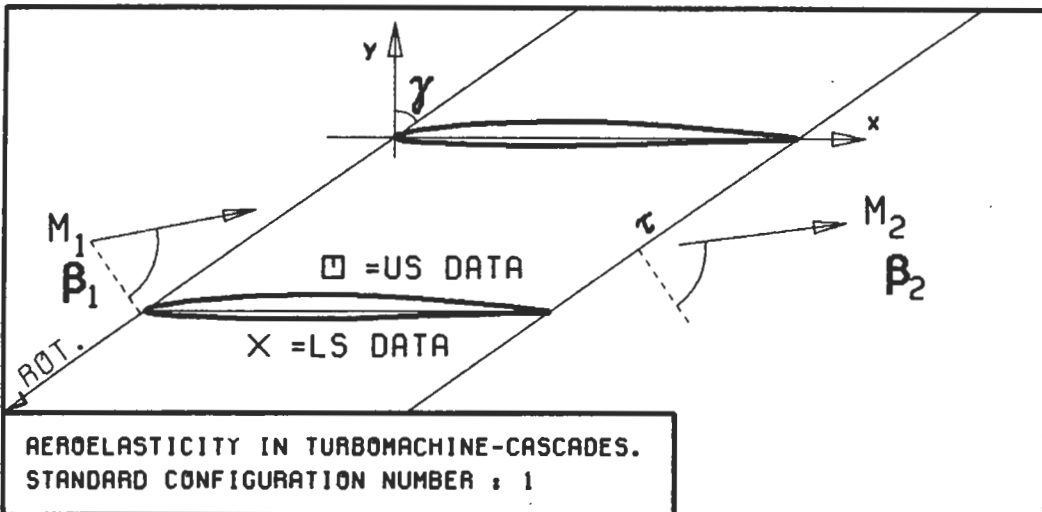 y
γ
x
M1
β1
τ
M2
β2
□ =US DATA
× =LS DATA
ROT.
AEROELASTICITY IN TURBOMACHINE-CASCADES.
STANDARD CONFIGURATION NUMBER : 1